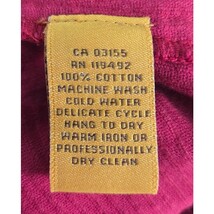 CA 03155
RN 119492
100% COTTON
MACHINE WASH
COLD WATER
DELICATE CYCLE
HANG TO DRY
WARM IRON OR
PROFESSIONALLY
DRY CLEAN